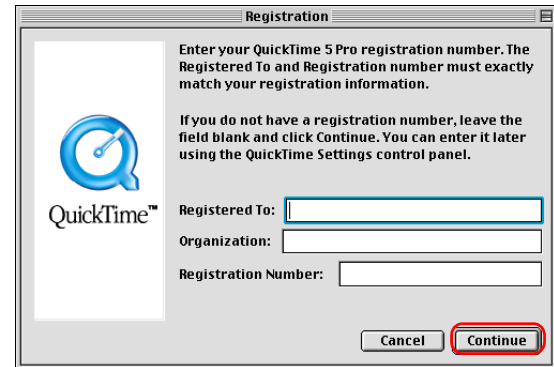 Registration
Enter your QuickTime 5 Pro registration number. The
Registered To and Registration number must exactly
match your registration information.
If you do not have a registration number, leave the
field blank and click Continue. You can enter it later
using the QuickTime Settings control panel.
QuickTime™
Registered To:
Organization:
Registration Number:
Cancel
Continue